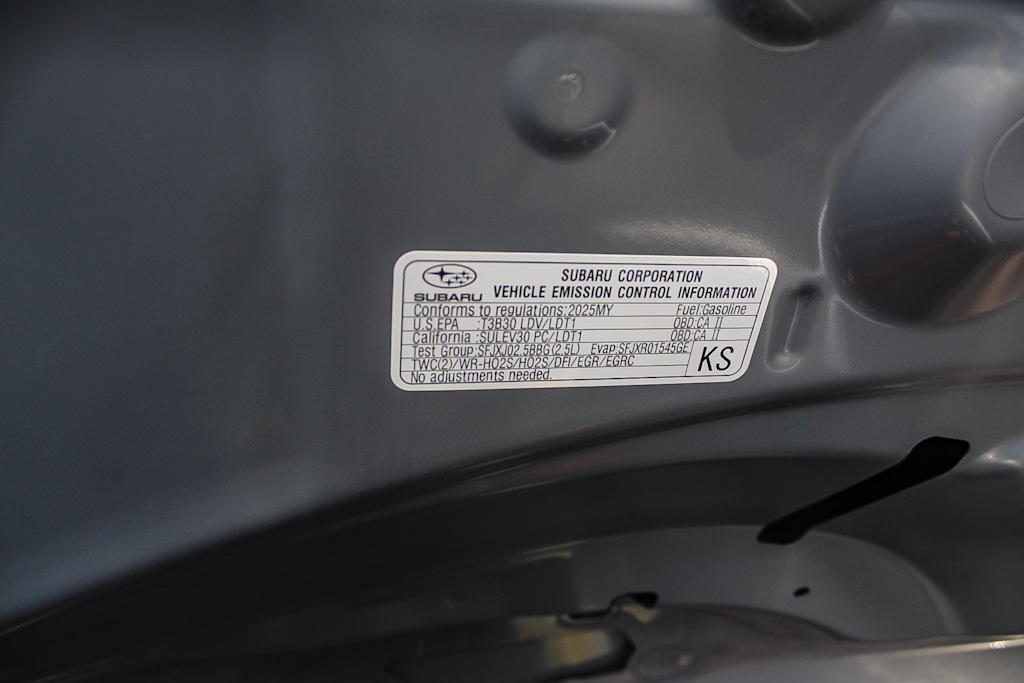 SUBARU
SUBARU CORPORATION
VEHICLE EMISSION CONTROL INFORMATION
Conforms to regulations:2025MY Fuel:Gasoline
U.S.EPA :T3B30 LDV/LDT1 OBD:CA II
California :SULEV30 PC/LDT1 OBD:CA II
Test Group:SFJXJ02.5BBG(2.5L) Evap:SFJXR01545GE
TWC(2)/WR-HO2S/HO2S/DFI/EGR/EGRC
No adjustments needed.
KS